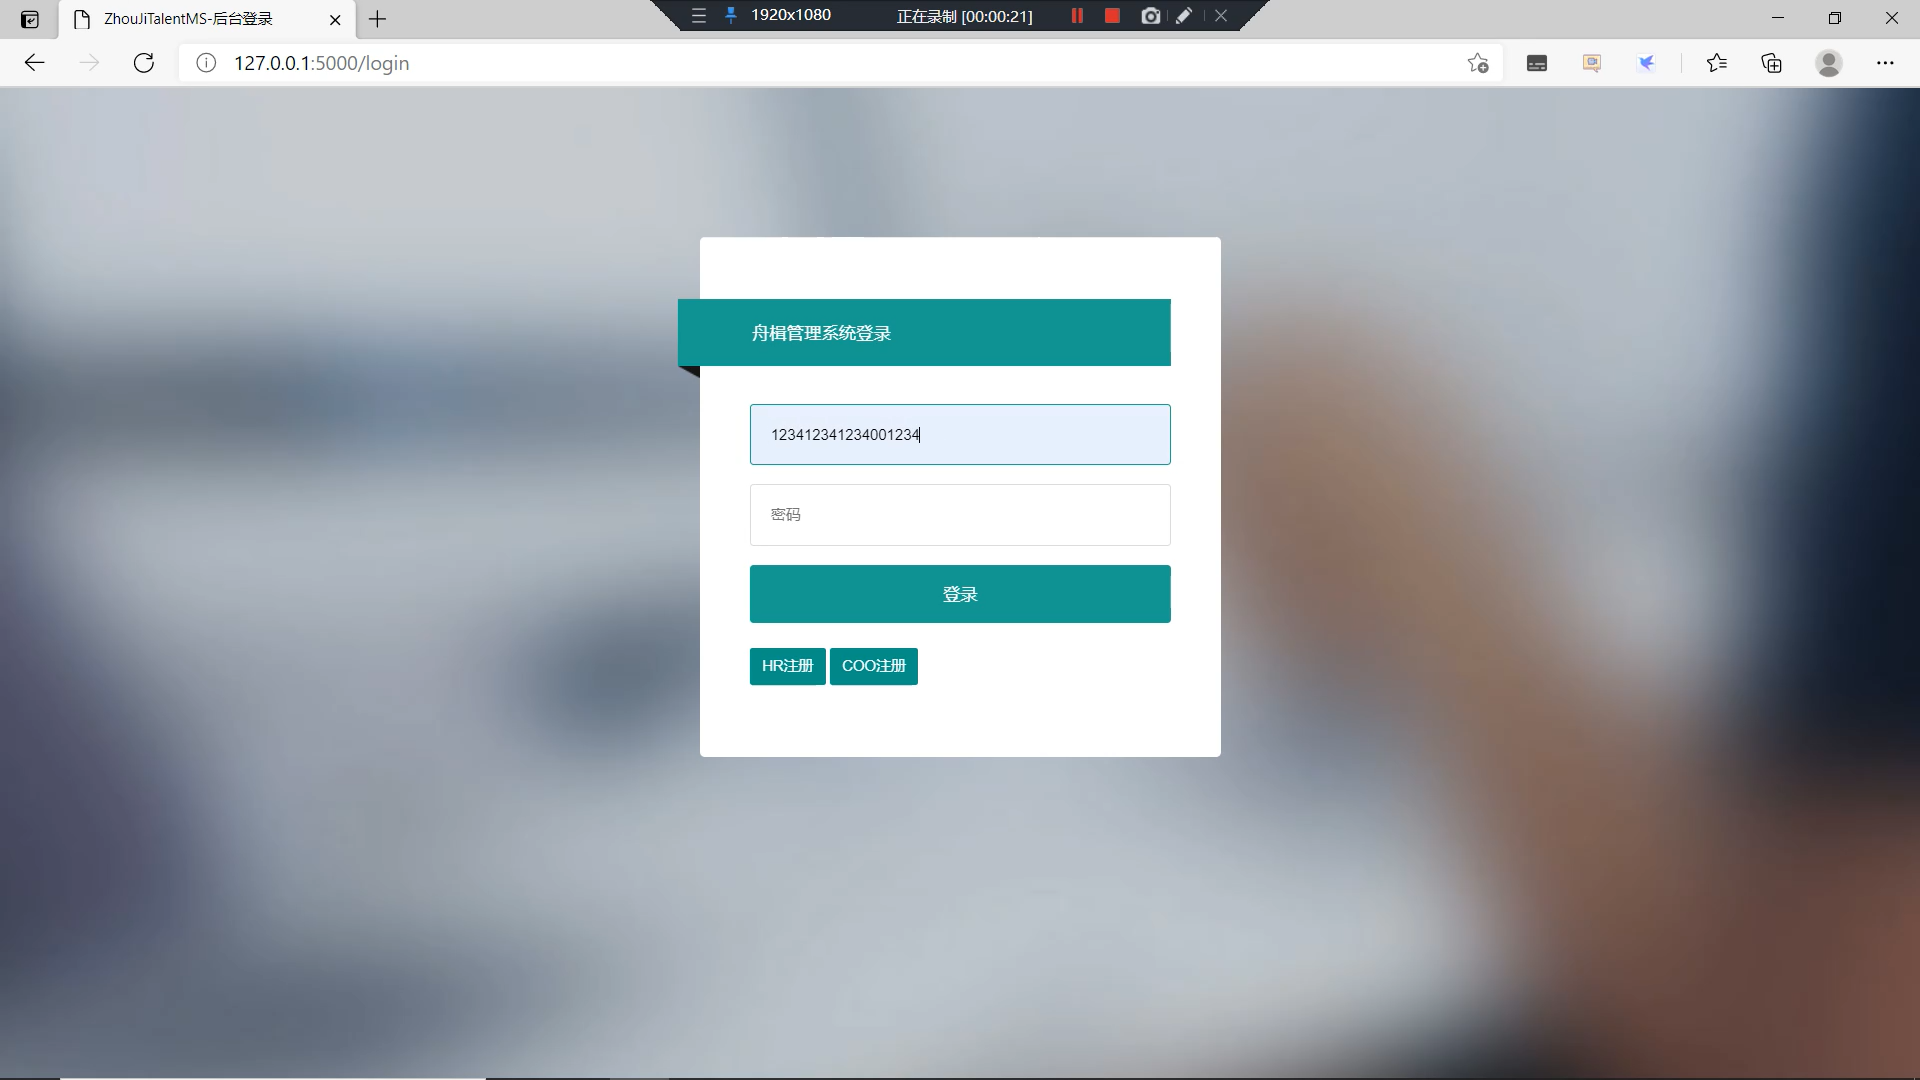 ZhouJiTalentMS-后台登录
1920x1080
正在录制 [00:00:21]
127.0.0.1:5000/login
舟楫管理系统登录
123412341234001234
密码
登录
HR注册 COO注册